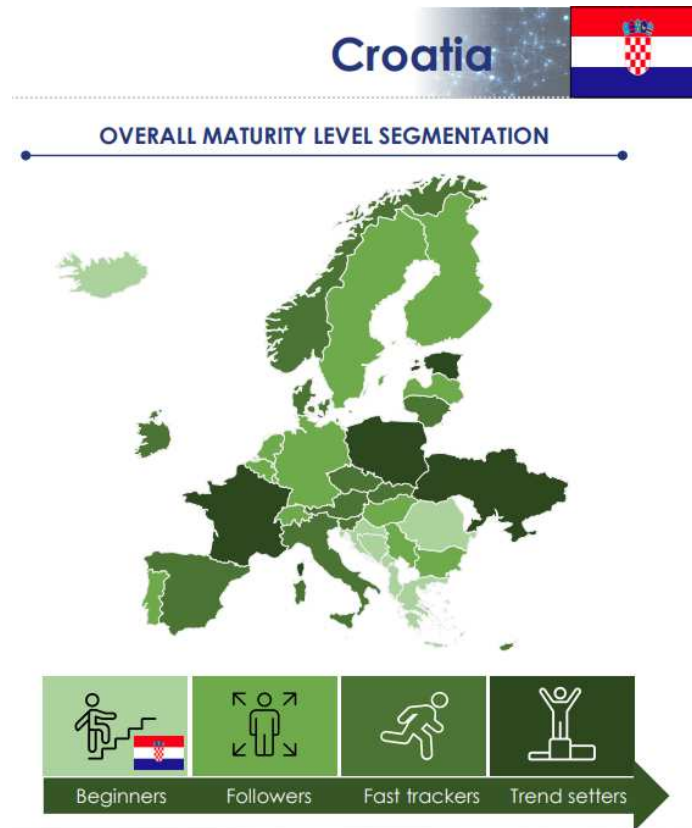 Croatia
OVERALL MATURITY LEVEL SEGMENTATION
Beginners Followers Fast trackers Trend setters